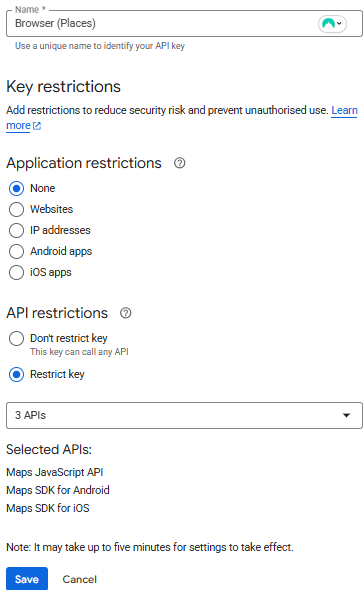 Name *
Browser (Places)
Use a unique name to identify your API key
Key restrictions
Add restrictions to reduce security risk and prevent unauthorised use. Learn
more
Application restrictions
None
Websites
IP addresses
Android apps
iOS apps
API restrictions
Don't restrict key
This key can call any API
Restrict key
3 APIs
Selected APIs:
Maps JavaScript API
Maps SDK for Android
Maps SDK for iOS
Note: It may take up to five minutes for settings to take effect.
Save Cancel